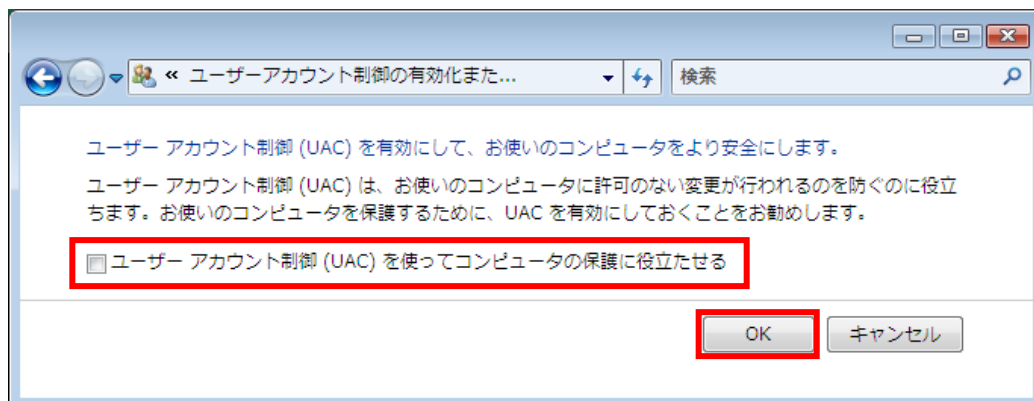 « ユーザーアカウント制御の有効化また...
検索
ユーザー アカウント制御 (UAC) を有効にして、お使いのコンピュータをより安全にします。
ユーザー アカウント制御 (UAC) は、お使いのコンピュータに許可のない変更が行われるのを防ぐのに役立
ちます。お使いのコンピュータを保護するために、UAC を有効にしておくことをお勧めします。
ユーザー アカウント制御 (UAC) を使ってコンピュータの保護に役立たせる
OK
キャンセル